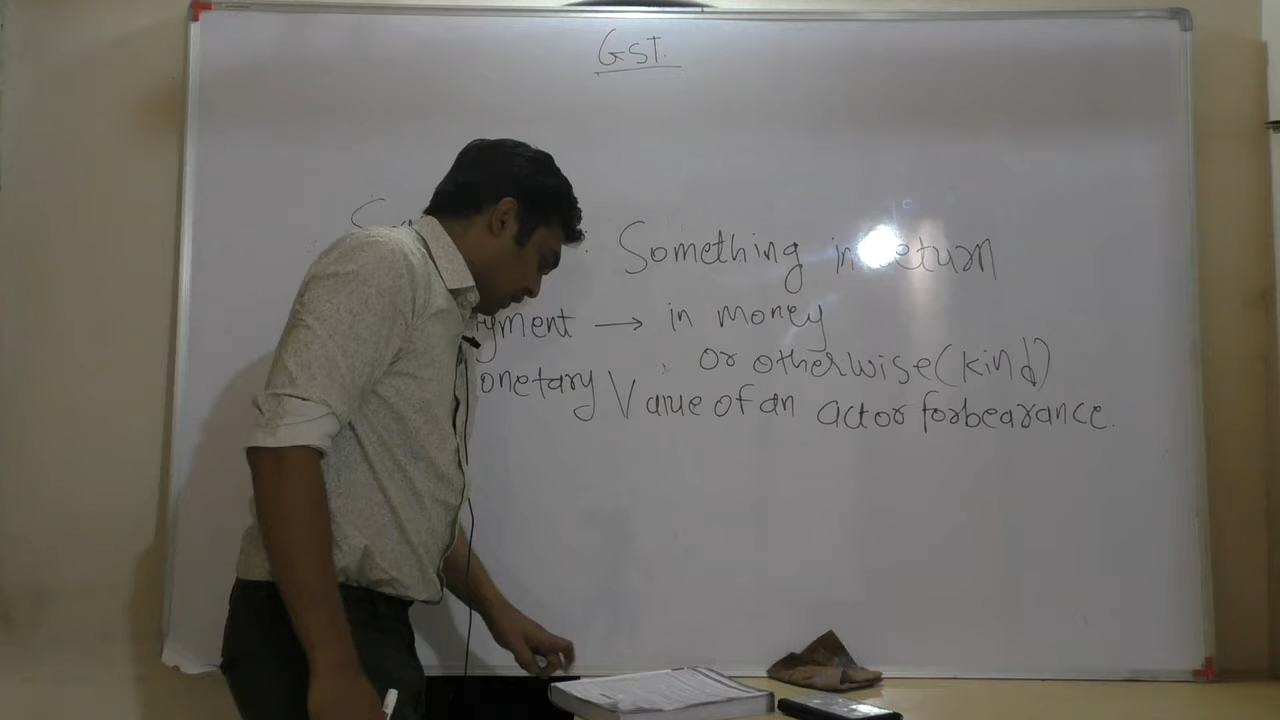 GST.
Something in return
yment → in money
or otherwise (kind)
onetary Value of an act or forbearance.